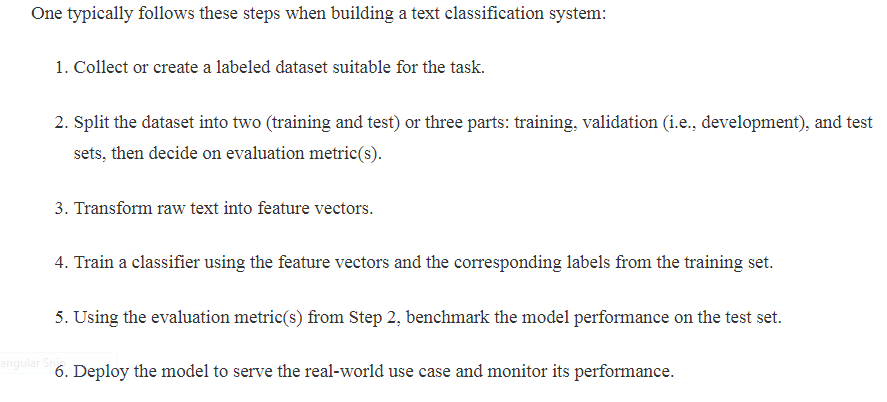 One typically follows these steps when building a text classification system:
1. Collect or create a labeled dataset suitable for the task.
2. Split the dataset into two (training and test) or three parts: training, validation (i.e., development), and test
sets, then decide on evaluation metric(s).
3. Transform raw text into feature vectors.
4. Train a classifier using the feature vectors and the corresponding labels from the training set.
5. Using the evaluation metric(s) from Step 2, benchmark the model performance on the test set.
angular Snip
6. Deploy the model to serve the real-world use case and monitor its performance.